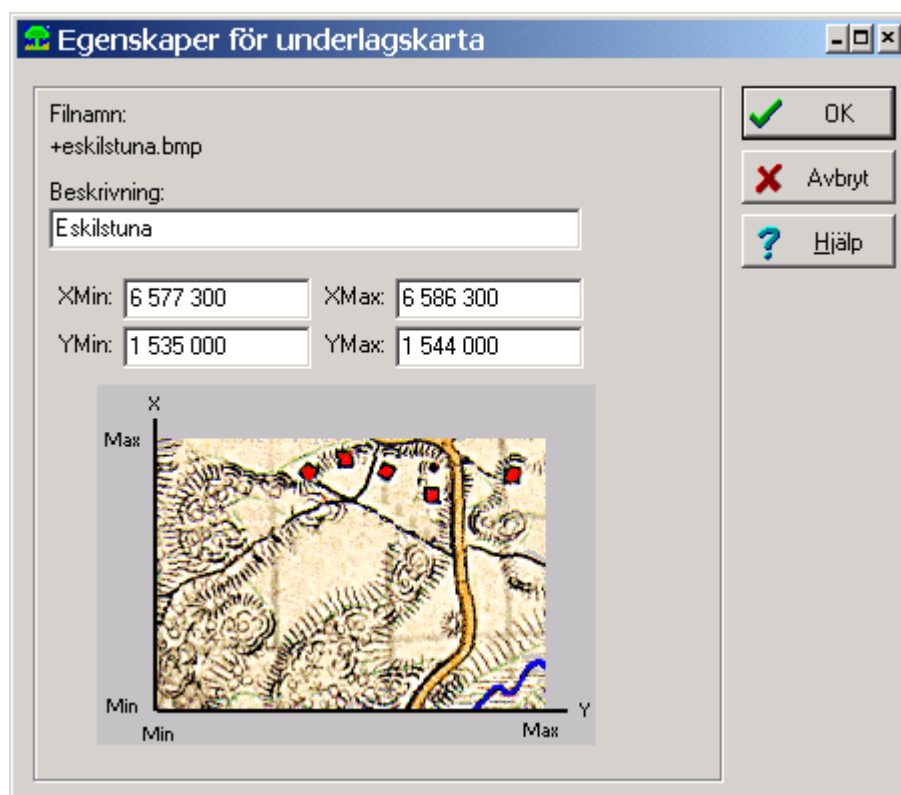 Egenskaper för underlagskarta
Filnamn:
+eskilstuna.bmp
Beskrivning:
Eskilstuna
XMin: 6 577 300 XMax: 6 586 300
YMin: 1 535 000 YMax: 1 544 000
X
Max
Min
Y
Min Max
OK
Avbryt
Hjälp